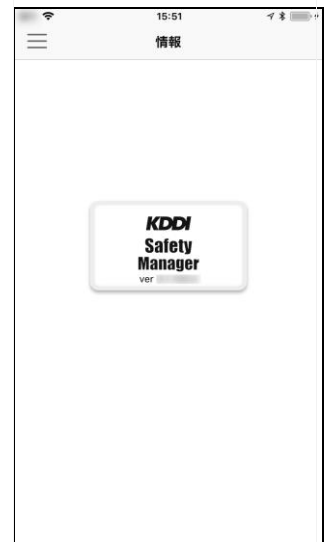 15:51
情報
KDDI
Safety
Manager
ver